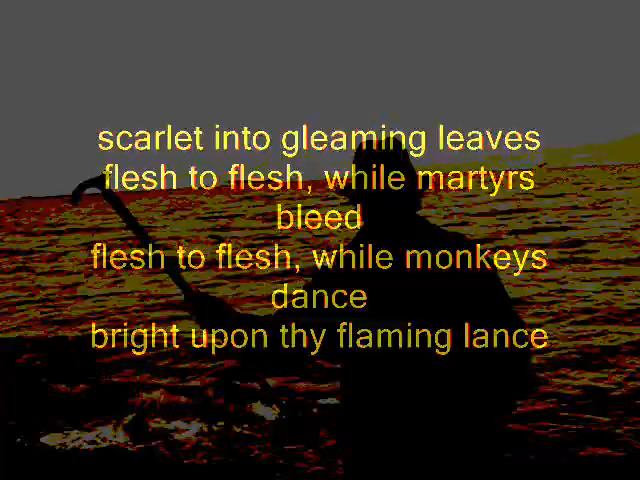 scarlet into gleaming leaves
flesh to flesh, while martyrs
bleed
flesh to flesh, while monkeys
dance
bright upon thy flaming lance